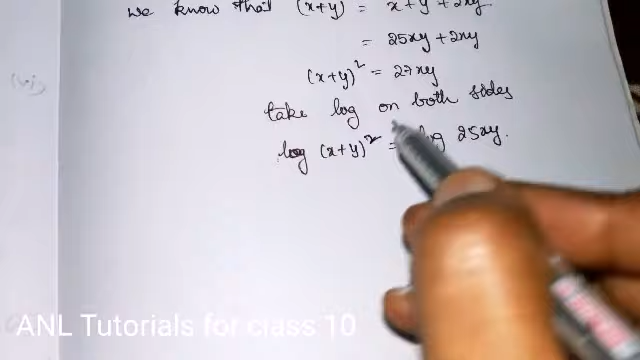 we know that (x+y) = x + y + 2xy
= 25xy + 2xy
(x+y)² = 27xy
take log on both sides
log (x+y)² = log 25xy.
ANL Tutorials for class 10